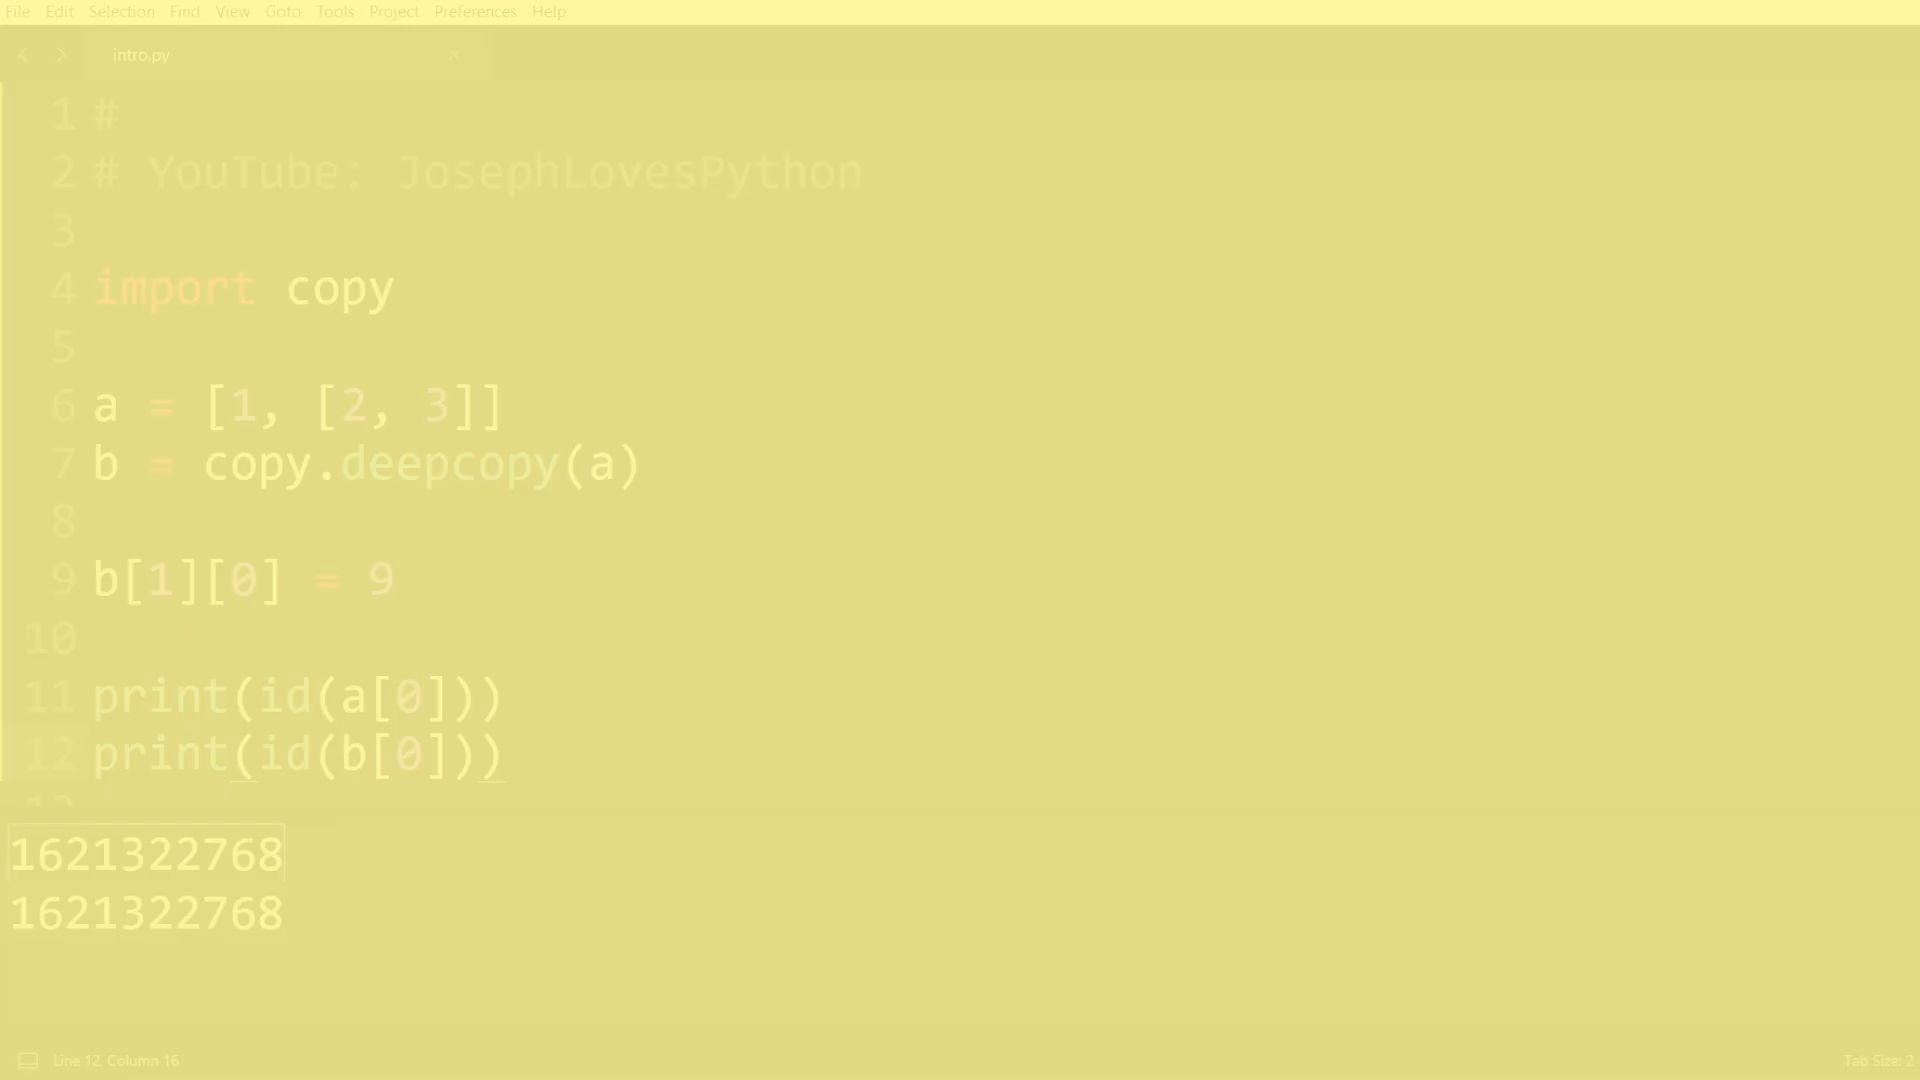 File Edit Selection Find View Goto Tools Project Preferences Help
intro.py
1 #
2 # YouTube: JosephLovesPython
3
4 import copy
5
6 a = [1, [2, 3]]
7 b = copy.deepcopy(a)
8
9 b[1][0] = 9
10
11 print(id(a[0]))
12 print(id(b[0]))
1621322768
1621322768
Line 12, Column 16
Tab Size: 2